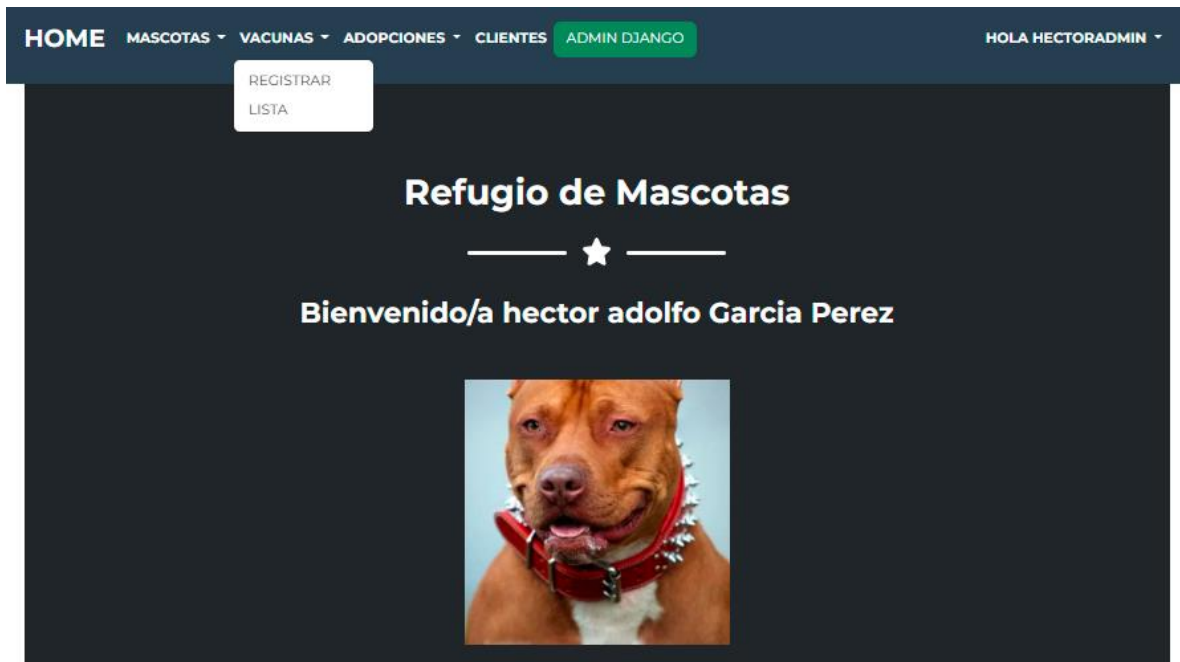 HOME MASCOTAS VACUNAS ADOPCIONES CLIENTES ADMIN DJANGO HOLA HECTORADMIN
REGISTRAR
LISTA
Refugio de Mascotas
Bienvenido/a hector adolfo Garcia Perez